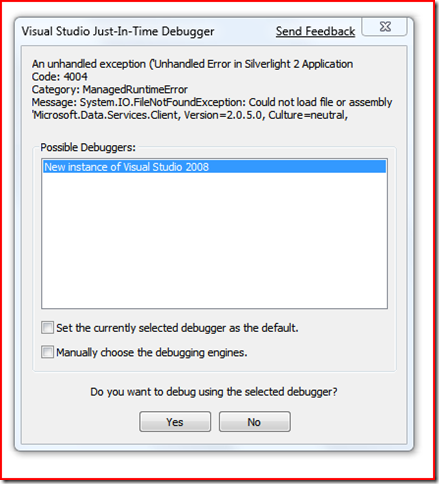 Visual Studio Just-In-Time Debugger Send Feedback
An unhandled exception ('Unhandled Error in Silverlight 2 Application
Code: 4004
Category: ManagedRuntimeError
Message: System.IO.FileNotFoundException: Could not load file or assembly
'Microsoft.Data.Services.Client, Version=2.0.5.0, Culture=neutral,
Possible Debuggers:
New instance of Visual Studio 2008
Set the currently selected debugger as the default.
Manually choose the debugging engines.
Do you want to debug using the selected debugger?
Yes No